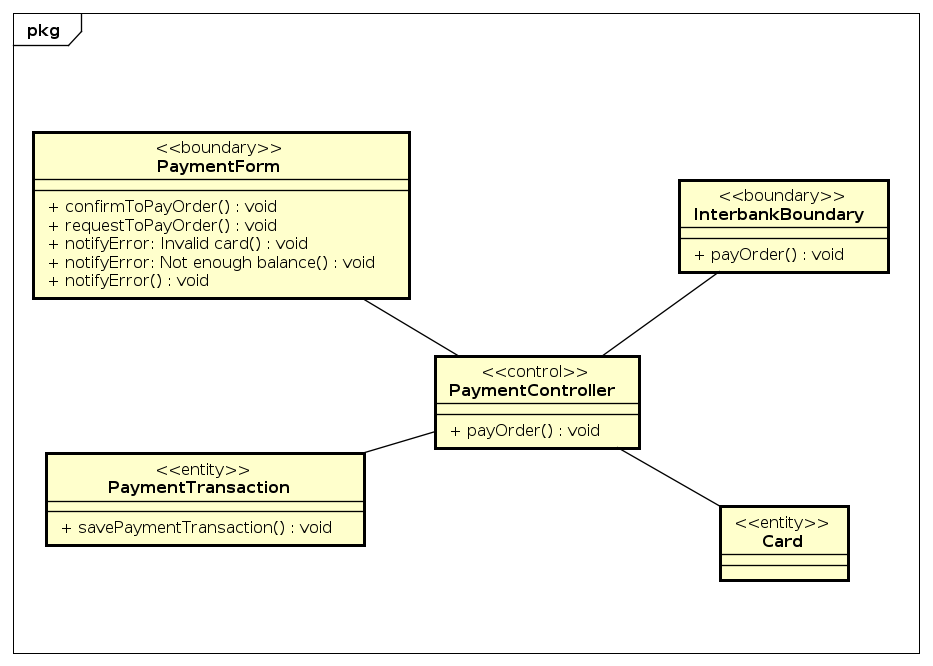 pkg
<<boundary>>
PaymentForm
+ confirmToPayOrder() : void
+ requestToPayOrder() : void
+ notifyError: Invalid card() : void
+ notifyError: Not enough balance() : void
+ notifyError() : void
<<boundary>>
InterbankBoundary
+ payOrder() : void
<<control>>
PaymentController
+ payOrder() : void
<<entity>>
PaymentTransaction
+ savePaymentTransaction() : void
<<entity>>
Card